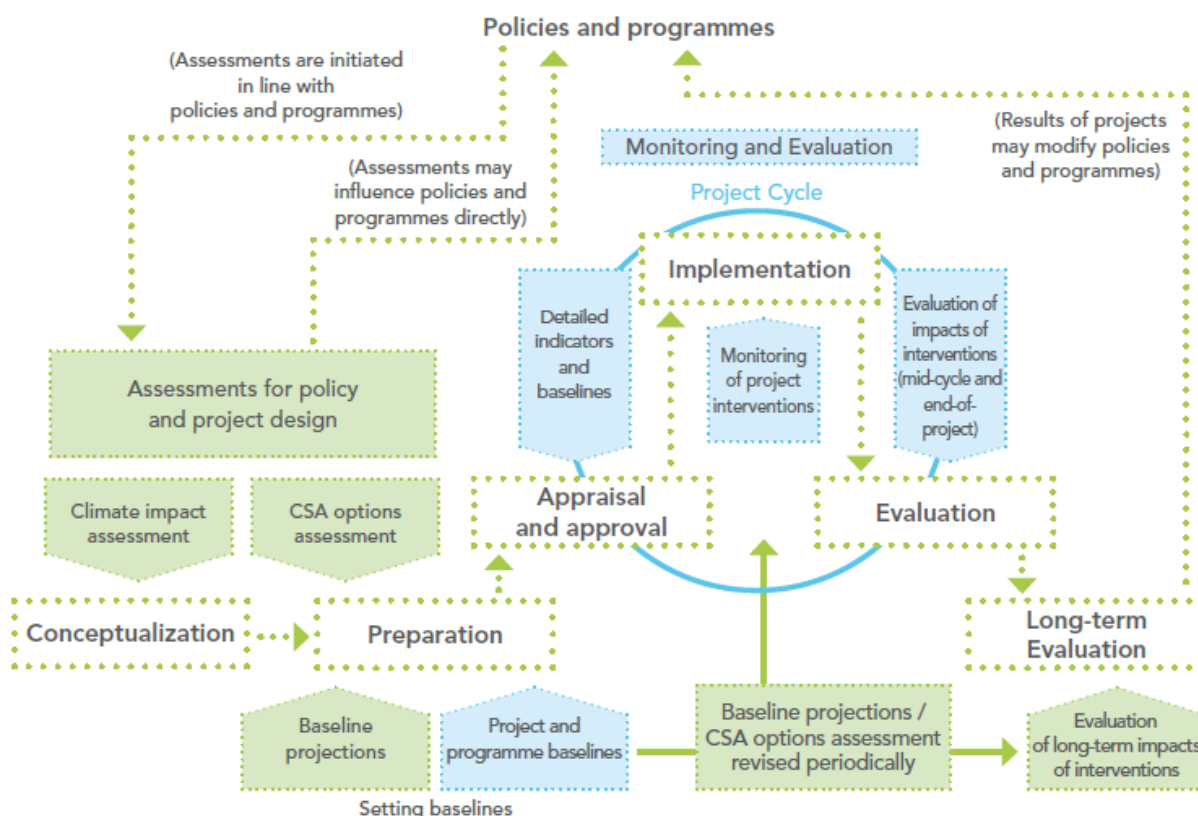 Policies and programmes
(Assessments are initiated
in line with
policies and programmes)
(Assessments may
influence policies and
programmes directly)
(Results of projects
may modify policies
and programmes)
Monitoring and Evaluation
Project Cycle
Implementation
Detailed
indicators
and
baselines
Monitoring
of project
interventions
Evaluation of
impacts of
interventions
(mid-cycle and
end-of-
project)
Assessments for policy
and project design
Climate impact
assessment
CSA options
assessment
Appraisal
and approval
Evaluation
Conceptualization
Preparation
Long-term
Evaluation
Baseline
projections
Project and
programme baselines
Baseline projections /
CSA options assessment
revised periodically
Evaluation
of long-term impacts
of interventions
Setting baselines